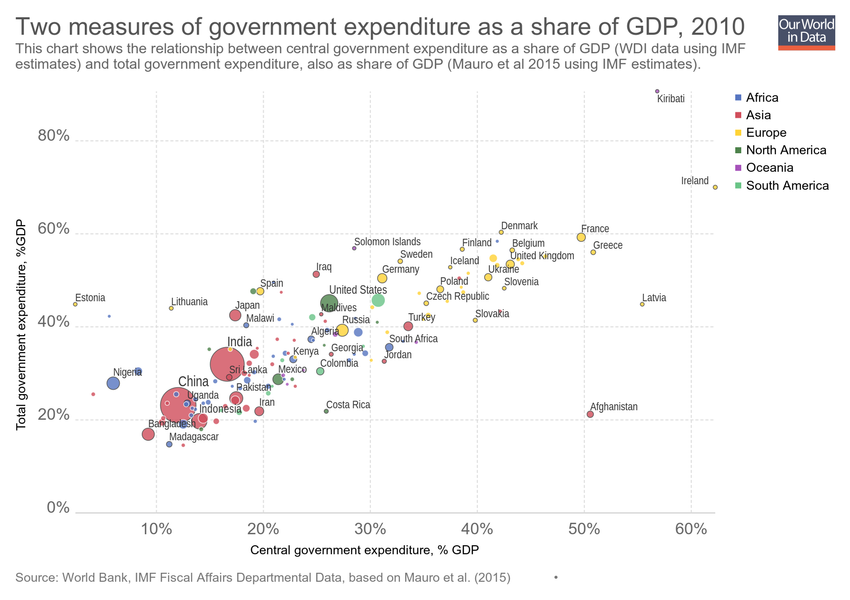 Two measures of government expenditure as a share of GDP, 2010
Our World
in Data
This chart shows the relationship between central government expenditure as a share of GDP (WDI data using IMF
estimates) and total government expenditure, also as share of GDP (Mauro et al 2015 using IMF estimates).
Africa
Asia
Europe
North America
Oceania
South America
Total government expenditure, %GDP
80%
60%
40%
20%
0%
Kiribati
Ireland
Denmark
France
Solomon Islands
Finland
Belgium
Greece
Sweden
United Kingdom
Iceland
Iraq
Germany
Ukraine
Spain
Poland
Slovenia
United States
Czech Republic
Estonia
Lithuania
Latvia
Japan
Maldives
Malawi
Russia
Turkey
Slovakia
Algeria
South Africa
India
Kenya
Georgia
Jordan
Nigeria
Sri Lanka
Mexico
Colombia
China
Pakistan
Uganda
Indonesia
Iran
Costa Rica
Afghanistan
Bangladesh
Madagascar
10%
20%
30%
40%
50%
60%
Central government expenditure, % GDP
Source: World Bank, IMF Fiscal Affairs Departmental Data, based on Mauro et al. (2015)